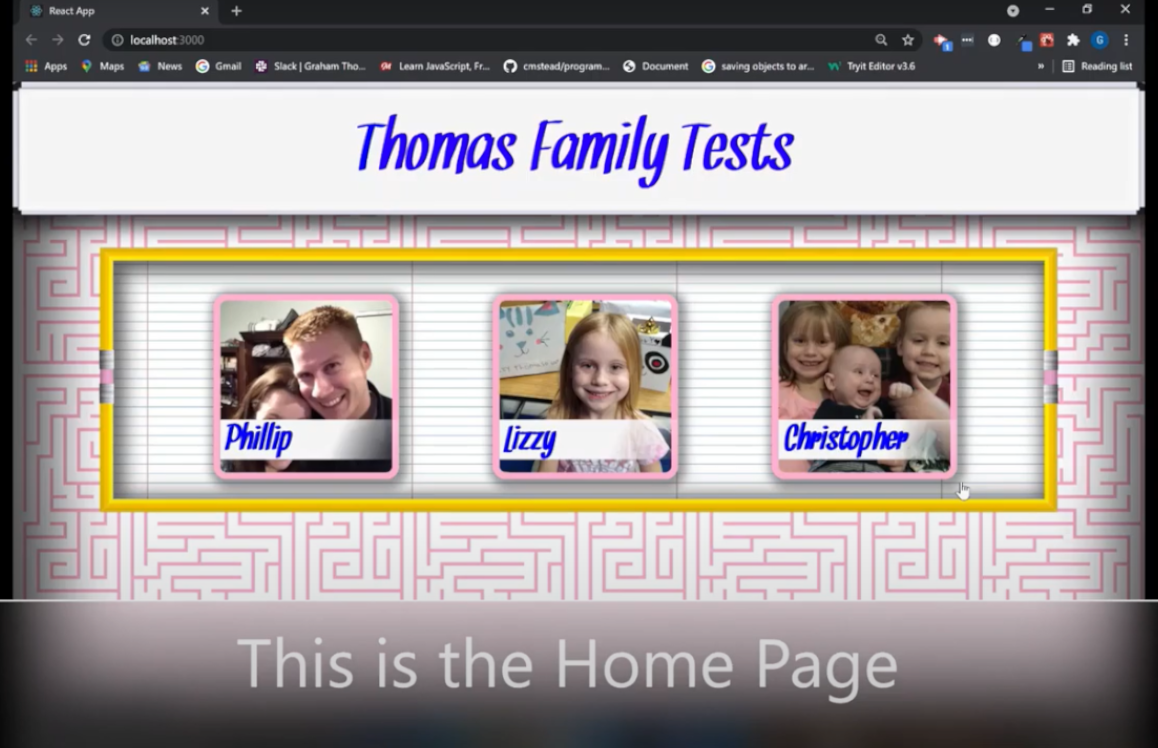 React App
localhost:3000
Apps Maps News Gmail Slack | Graham Tho... Learn JavaScript, Fr... cmstead/program... Document saving objects to ar... Tryit Editor v3.6 » Reading list
Thomas Family Tests
Phillip Lizzy Christopher
This is the Home Page